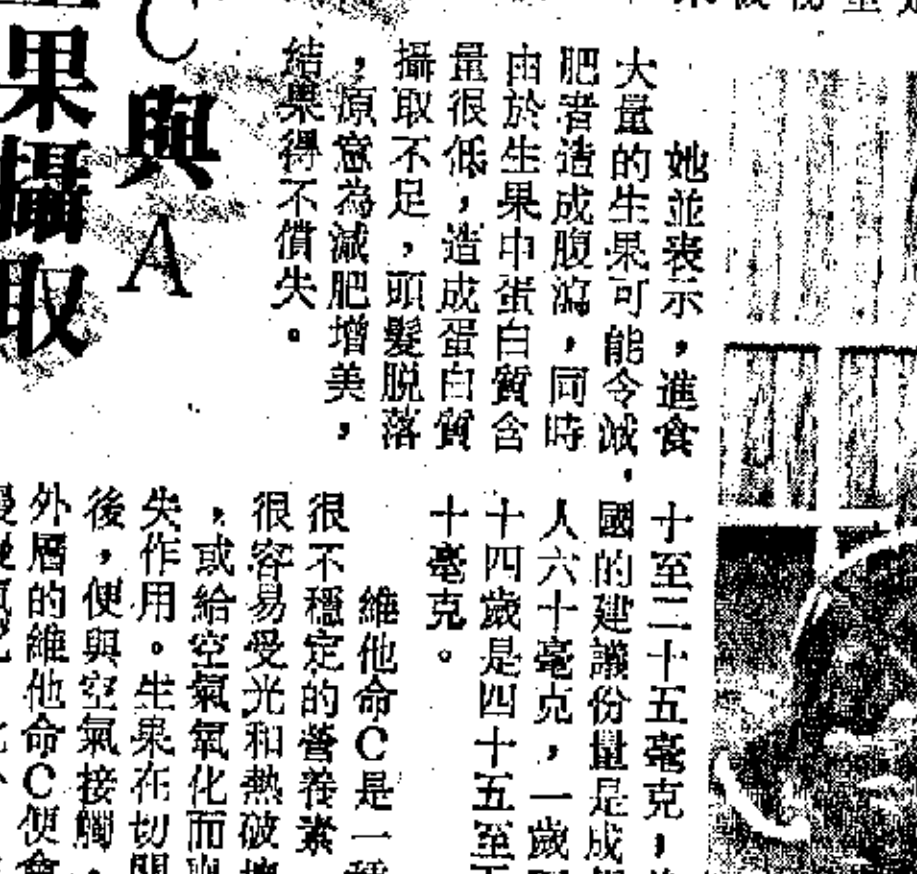 C與A
果攝取
她並表示，進食
大量的生果可能令減
肥者造成腹瀉，同時
由於生果中蛋白質含
量很低，造成蛋白質
攝取不足，頭髮脫落
，原意為減肥增美，
結果得不償失。
十至二十五毫克，
國的建議份量是成
人六十毫克，一歲
十四歲是四十五至
十毫克。
維他命C是一種
很不穩定的營養素
很容易受光和熱破壞
，或給空氣氧化而
失作用。生果在切開
後，便與空氣接觸，
外層的維他命C便會